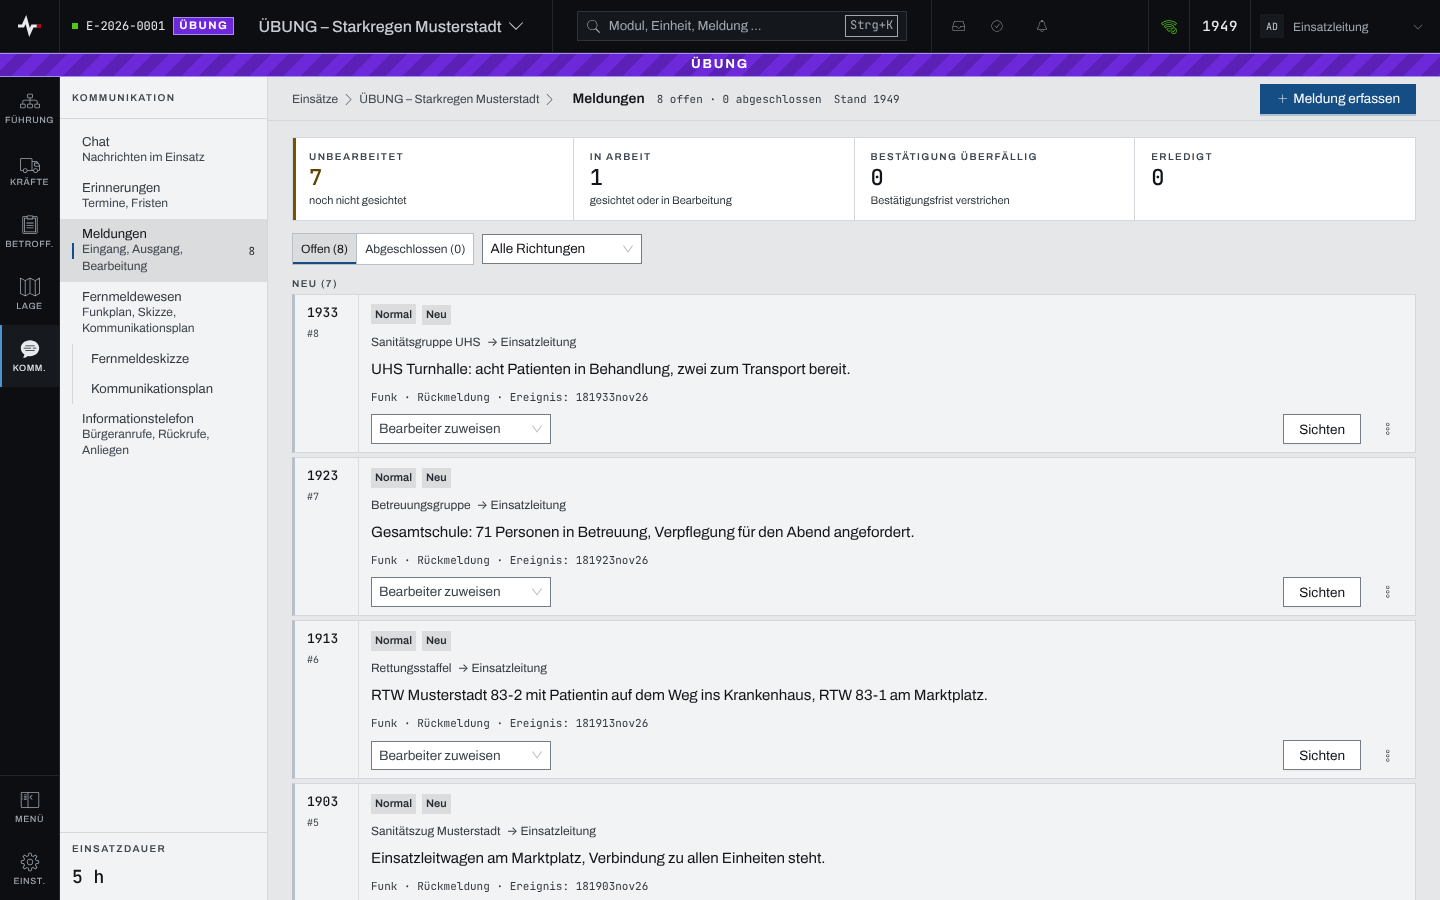 E-2026-0001 ÜBUNG ÜBUNG – Starkregen Musterstadt Modul, Einheit, Meldung ... Strg+K 1949 AD Einsatzleitung
ÜBUNG
FÜHRUNG
KRÄFTE
BETROFF.
LAGE
KOMM.
MENÜ
EINST.
KOMMUNIKATION
Chat
Nachrichten im Einsatz
Erinnerungen
Termine, Fristen
Meldungen
Eingang, Ausgang,
Bearbeitung
8
Fernmeldewesen
Funkplan, Skizze,
Kommunikationsplan
Fernmeldeskizze
Kommunikationsplan
Informationstelefon
Bürgeranrufe, Rückrufe,
Anliegen
EINSATZDAUER
5 h
Einsätze ÜBUNG – Starkregen Musterstadt Meldungen 8 offen · 0 abgeschlossen Stand 1949
+ Meldung erfassen
UNBEARBEITET
7
noch nicht gesichtet
IN ARBEIT
1
gesichtet oder in Bearbeitung
BESTÄTIGUNG ÜBERFÄLLIG
0
Bestätigungsfrist verstrichen
ERLEDIGT
0
Offen (8) Abgeschlossen (0) Alle Richtungen
NEU (7)
1933
#8
Normal Neu
Sanitätsgruppe UHS → Einsatzleitung
UHS Turnhalle: acht Patienten in Behandlung, zwei zum Transport bereit.
Funk · Rückmeldung · Ereignis: 181933nov26
Bearbeiter zuweisen Sichten
1923
#7
Normal Neu
Betreuungsgruppe → Einsatzleitung
Gesamtschule: 71 Personen in Betreuung, Verpflegung für den Abend angefordert.
Funk · Rückmeldung · Ereignis: 181923nov26
Bearbeiter zuweisen Sichten
1913
#6
Normal Neu
Rettungsstaffel → Einsatzleitung
RTW Musterstadt 83-2 mit Patientin auf dem Weg ins Krankenhaus, RTW 83-1 am Marktplatz.
Funk · Rückmeldung · Ereignis: 181913nov26
Bearbeiter zuweisen Sichten
1903
#5
Normal Neu
Sanitätszug Musterstadt → Einsatzleitung
Einsatzleitwagen am Marktplatz, Verbindung zu allen Einheiten steht.
Funk · Rückmeldung · Ereignis: 181903nov26